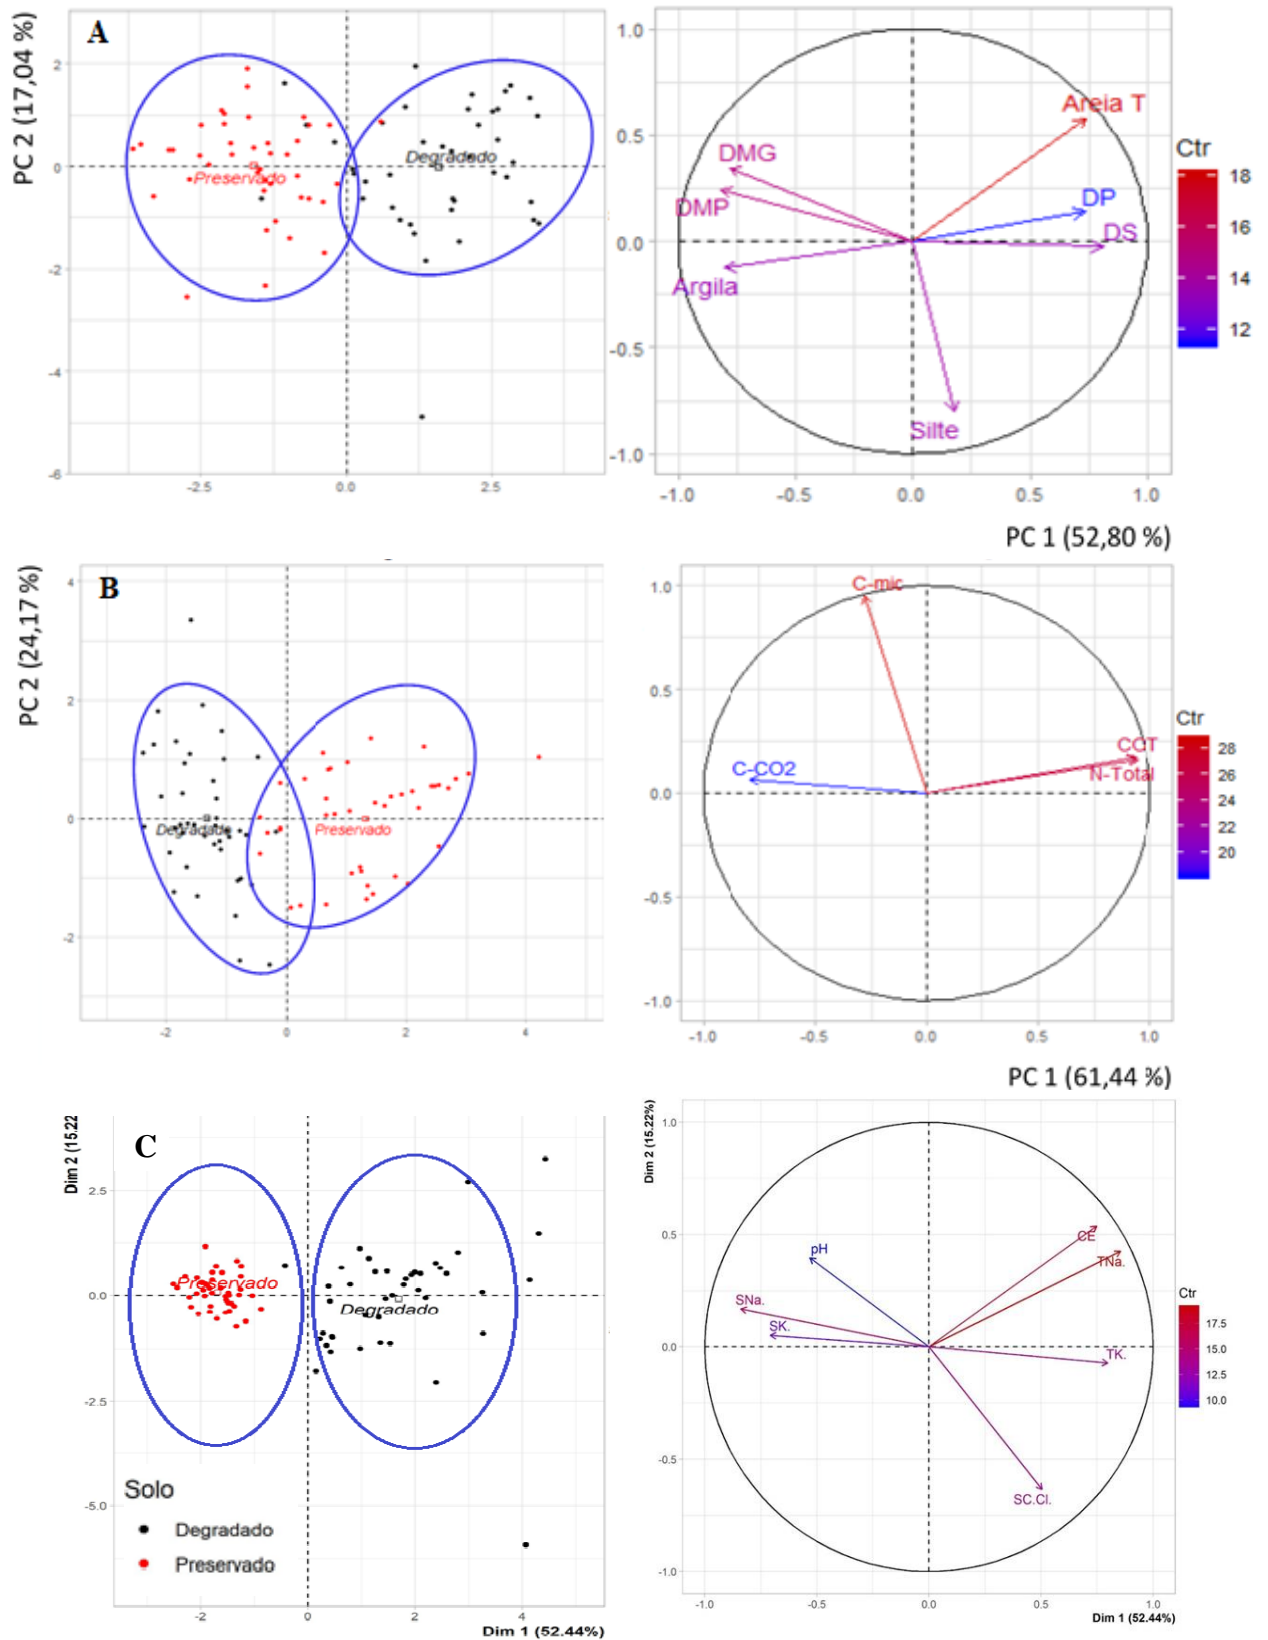 A
PC 2 (17,04 %)
2
0
-2
-4
-6
-2.5
0.0
2.5
Preservado
Degradado
1.0
0.5
0.0
-0.5
-1.0
-1.0
-0.5
0.0
0.5
1.0
Areia T
DMG
DMP
DP
DS
Argila
Silte
Ctr
18
16
14
12
PC 1 (52,80 %)
B
PC 2 (24,17 %)
4
2
0
-2
-2
0
2
4
Degradado
Preservado
1.0
0.5
0.0
-0.5
-1.0
-1.0
-0.5
0.0
0.5
1.0
C-mic
C-CO2
COT
N-Total
Ctr
28
26
24
22
20
PC 1 (61,44 %)
C
Dim 2 (15.22
2.5
0.0
-2.5
-5.0
-2
0
2
4
Preservado
Degradado
Solo
Degradado
Preservado
Dim 1 (52.44%)
Dim 2 (15.22%)
1.0
0.5
0.0
-0.5
-1.0
-1.0
-0.5
0.0
0.5
1.0
pH
CE
TNa.
SNa.
SK.
TK.
SC.Cl.
Ctr
17.5
15.0
12.5
10.0
Dim 1 (52.44%)